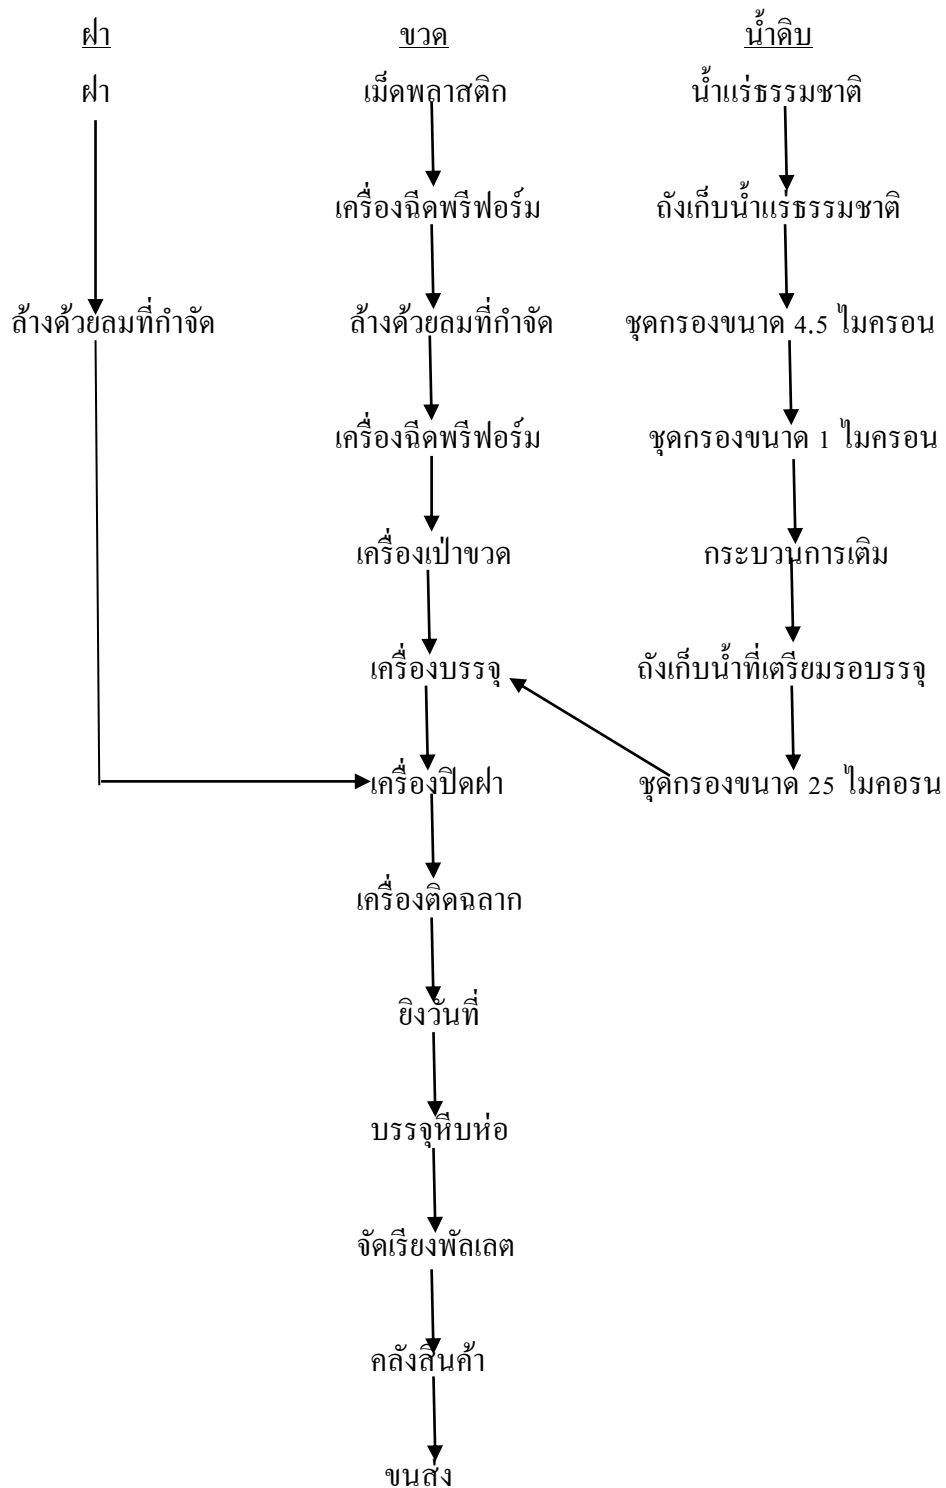 ฝา ขวด น้ำดิบ
ฝา เม็ดพลาสติก น้ำแร่ธรรมชาติ
เครื่องฉีดพรีฟอร์ม ถังเก็บน้ำแร่ธรรมชาติ
ล้างด้วยลมที่กำจัด ล้างด้วยลมที่กำจัด ชุดกรองขนาด 4.5 ไมครอน
เครื่องฉีดพรีฟอร์ม ชุดกรองขนาด 1 ไมครอน
เครื่องเป่าขวด กระบวนการเติม
เครื่องบรรจุ ถังเก็บน้ำที่เตรียมรอบรรจุ
เครื่องปิดฝา ชุดกรองขนาด 25 ไมคอรน
เครื่องติดฉลาก
ยิงวันที่
บรรจุหีบห่อ
จัดเรียงพัลเลต
คลังสินค้า
ขนส่ง